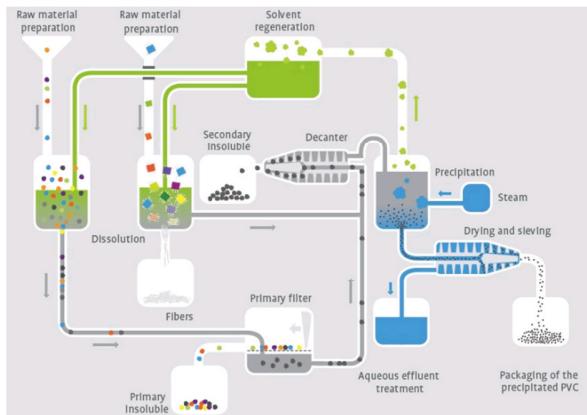 Raw material
preparation
Raw material
preparation
Solvent
regeneration
Secondary
insoluble
Decanter
Precipitation
Steam
Dissolution
Drying and sieving
Fibers
Primary filter
Primary
Insoluble
Aqueous effluent
treatment
Packaging of the
precipitated PVC